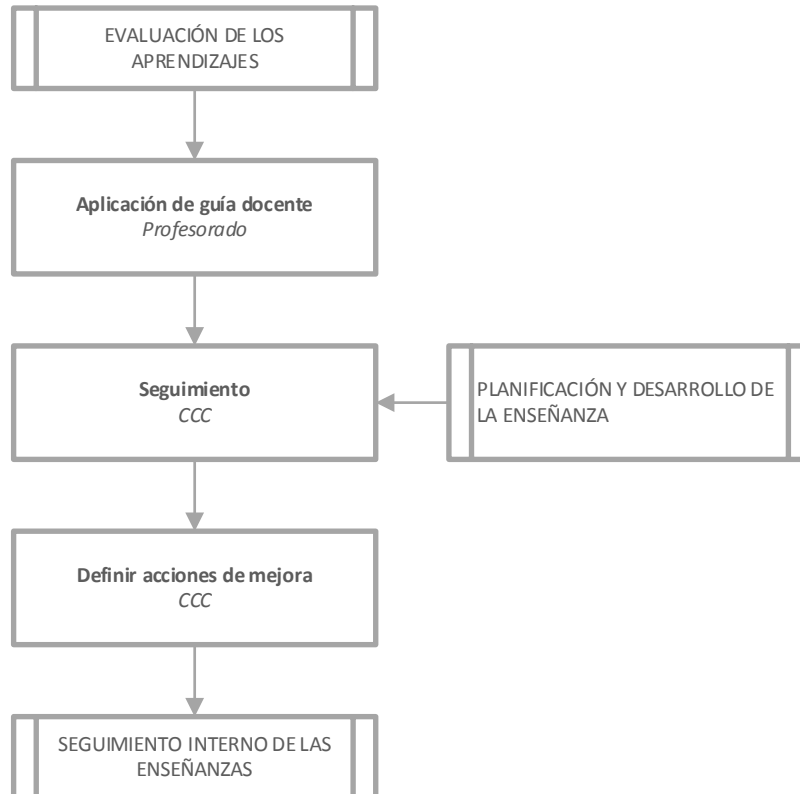 EVALUACIÓN DE LOS
APRENDIZAJES
Aplicación de guía docente
Profesorado
Seguimiento
CCC
PLANIFICACIÓN Y DESARROLLO DE
LA ENSEÑANZA
Definir acciones de mejora
CCC
SEGUIMIENTO INTERNO DE LAS
ENSEÑANZAS